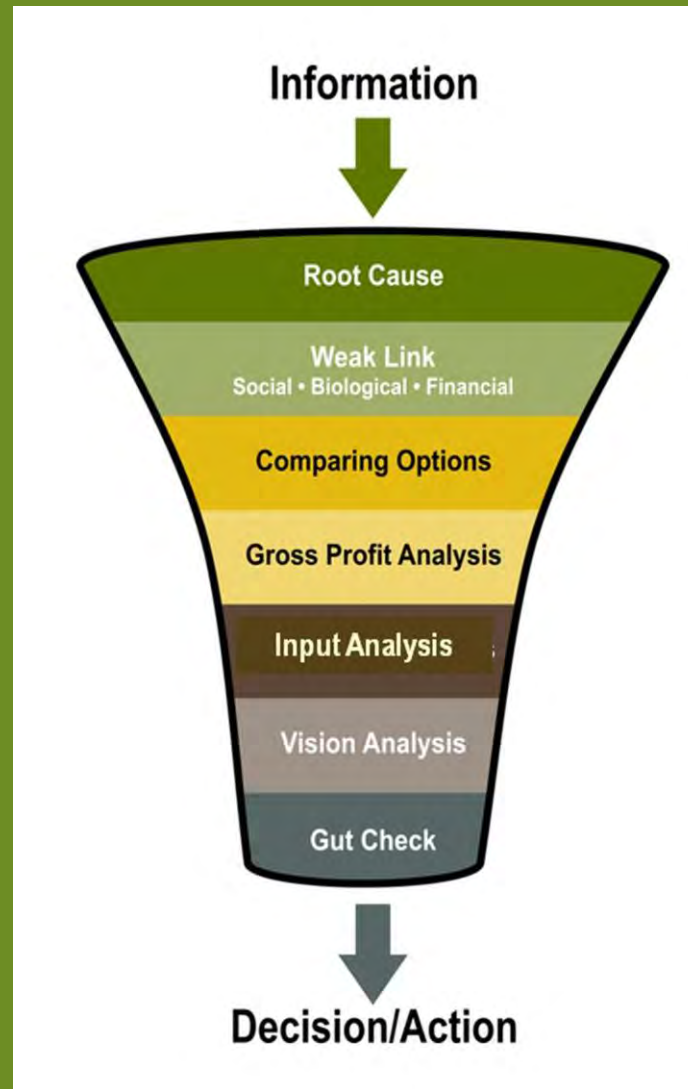 Information
Root Cause
Weak Link
Social • Biological • Financial
Comparing Options
Gross Profit Analysis
Input Analysis
Vision Analysis
Gut Check
Decision/Action